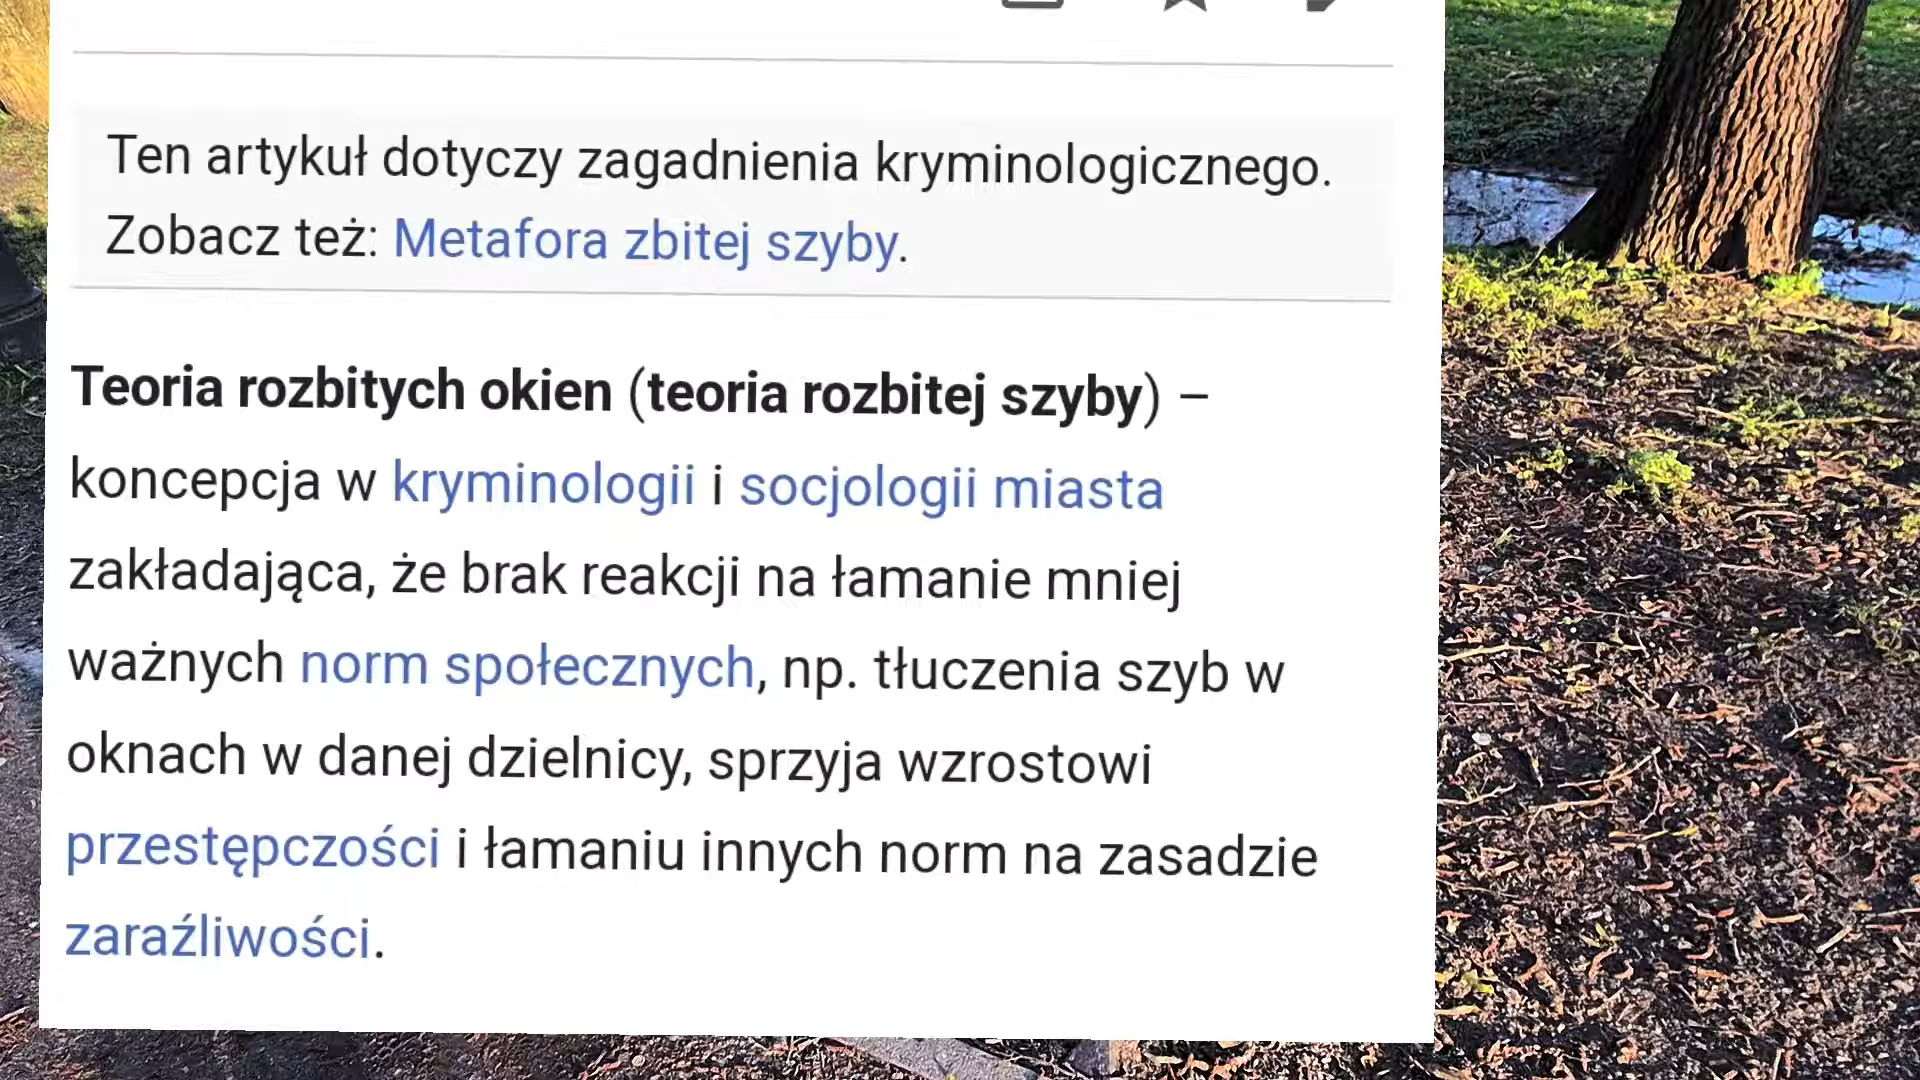 Ten artykuł dotyczy zagadnienia kryminologicznego.
Zobacz też: Metafora zbitej szyby.
Teoria rozbitych okien (teoria rozbitej szyby) –
koncepcja w kryminologii i socjologii miasta
zakładająca, że brak reakcji na łamanie mniej
ważnych norm społecznych, np. tłuczenia szyb w
oknach w danej dzielnicy, sprzyja wzrostowi
przestępczości i łamaniu innych norm na zasadzie
zaraźliwości.